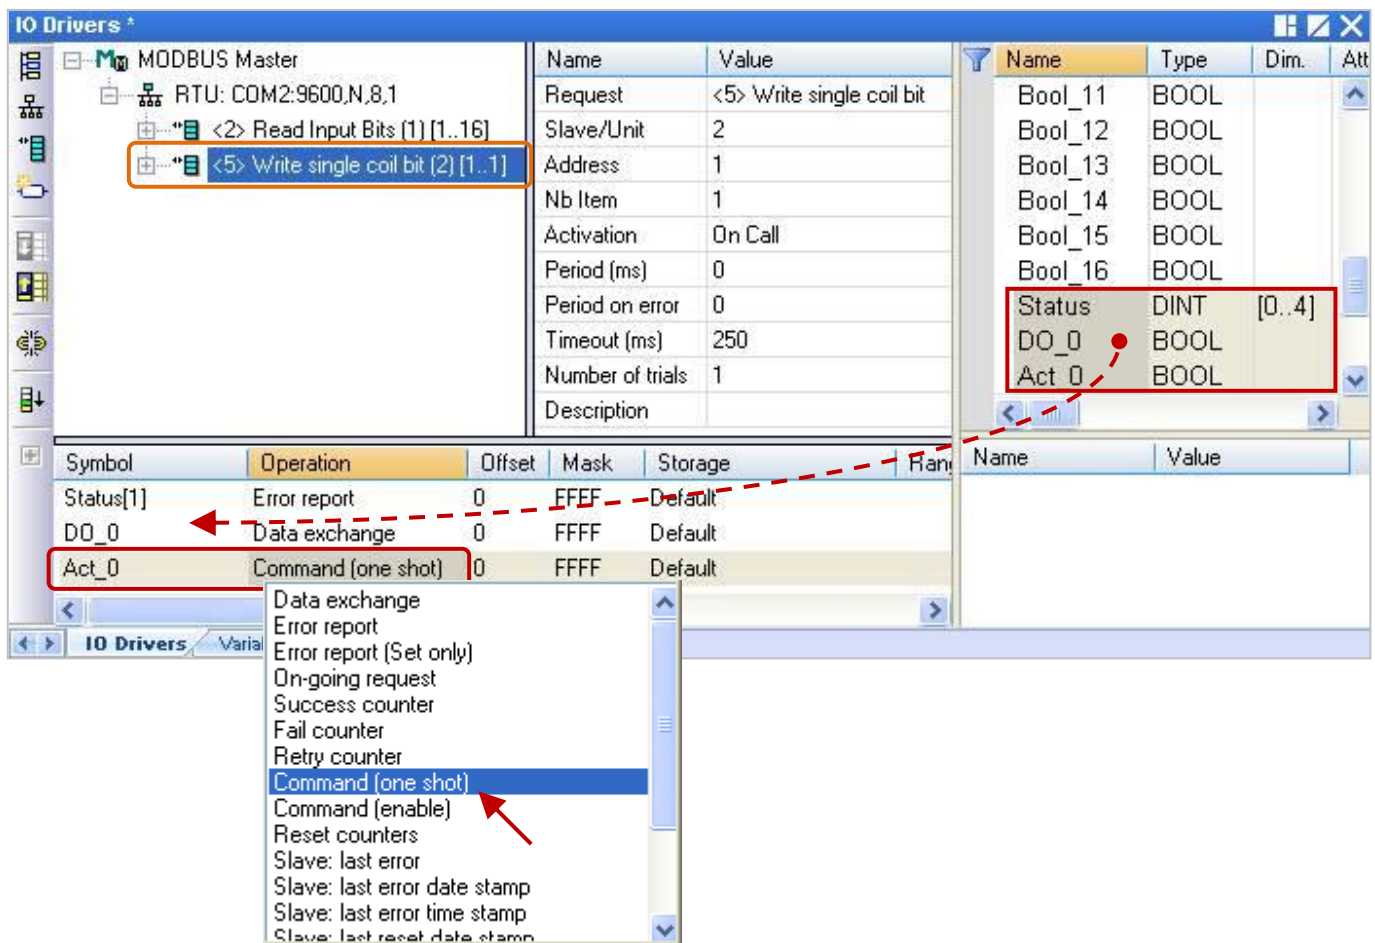 IO Drivers *
MODBUS Master
RTU: COM2:9600,N,8,1
<2> Read Input Bits (1) [1..16]
<5> Write single coil bit (2) [1..1]
Name Value
Request <5> Write single coil bit
Slave/Unit 2
Address 1
Nb Item 1
Activation On Call
Period (ms) 0
Period on error 0
Timeout (ms) 250
Number of trials 1
Description
Name Type Dim. Att
Bool_11 BOOL
Bool_12 BOOL
Bool_13 BOOL
Bool_14 BOOL
Bool_15 BOOL
Bool_16 BOOL
Status DINT [0..4]
DO_0 BOOL
Act_0 BOOL
Symbol Operation Offset Mask Storage Rang
Status[1] Error report 0 FFFF Default
DO_0 Data exchange 0 FFFF Default
Act_0 Command (one shot) 0 FFFF Default
Name Value
IO Drivers Varial
Data exchange
Error report
Error report (Set only)
On-going request
Success counter
Fail counter
Retry counter
Command (one shot)
Command (enable)
Reset counters
Slave: last error
Slave: last error date stamp
Slave: last error time stamp
Slave: last reset date stamp